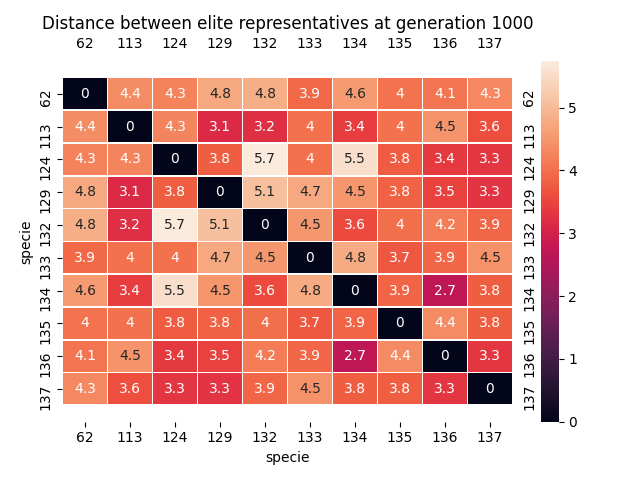 Distance between elite representatives at generation 1000
62 113 124 129 132 133 134 135 136 137
62 0 4.4 4.3 4.8 4.8 3.9 4.6 4 4.1 4.3 62
113 4.4 0 4.3 3.1 3.2 4 3.4 4 4.5 3.6 113
124 4.3 4.3 0 3.8 5.7 4 5.5 3.8 3.4 3.3 124
129 4.8 3.1 3.8 0 5.1 4.7 4.5 3.8 3.5 3.3 129
132 4.8 3.2 5.7 5.1 0 4.5 3.6 4 4.2 3.9 132
133 3.9 4 4 4.7 4.5 0 4.8 3.7 3.9 4.5 133
134 4.6 3.4 5.5 4.5 3.6 4.8 0 3.9 2.7 3.8 134
135 4 4 3.8 3.8 4 3.7 3.9 0 4.4 3.8 135
136 4.1 4.5 3.4 3.5 4.2 3.9 2.7 4.4 0 3.3 136
137 4.3 3.6 3.3 3.3 3.9 4.5 3.8 3.8 3.3 0 137
62 113 124 129 132 133 134 135 136 137
specie
specie
5
4
3
2
1
0